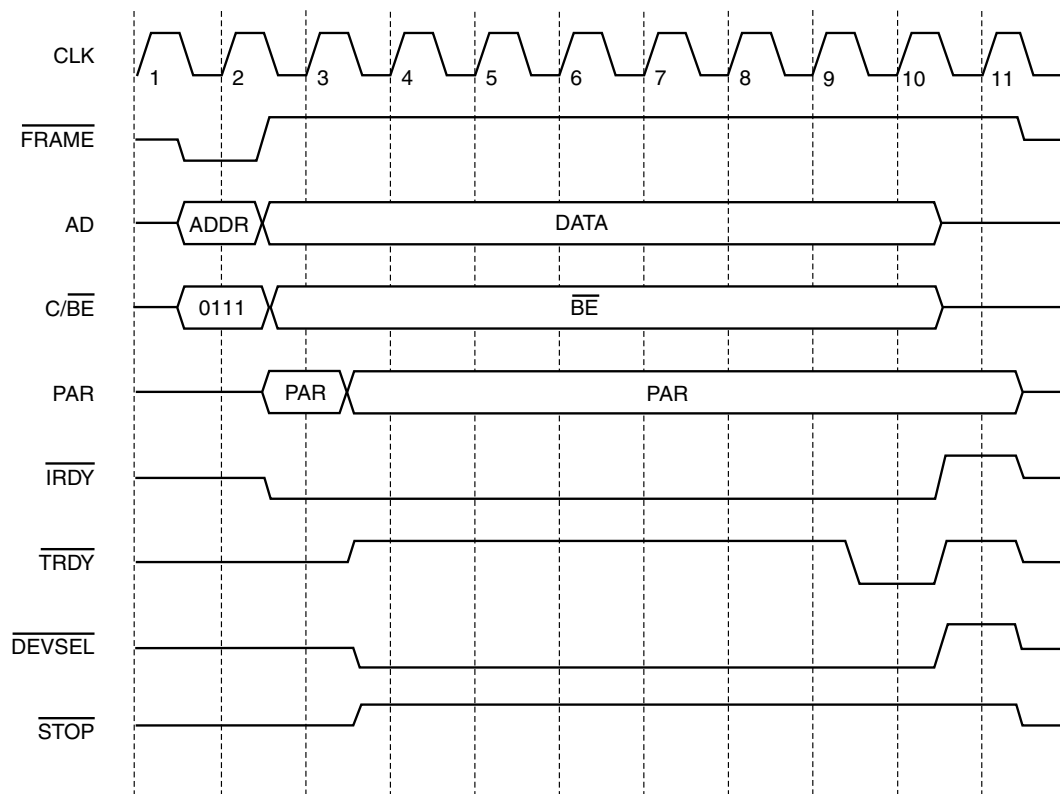 CLK
1 2 3 4 5 6 7 8 9 10 11
FRAME
AD ADDR DATA
C/BE 0111 BE
PAR PAR PAR
IRDY
TRDY
DEVSEL
STOP